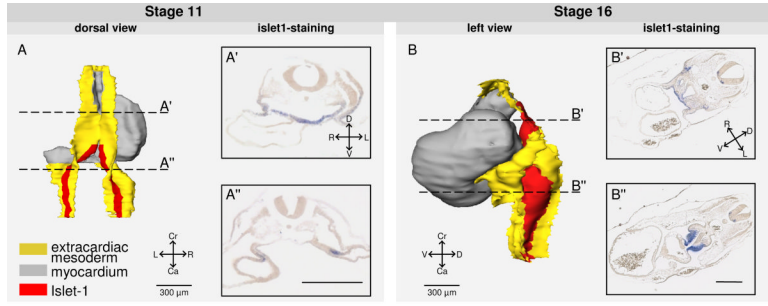 Stage 11
Stage 16
dorsal view
islet1-staining
left view
islet1-staining
A
A'
A''
A'
D
R
L
V
A''
extracardiac
mesoderm
myocardium
Islet-1
Cr
L
R
Ca
300 µm
B
B'
B''
Cr
V
D
Ca
300 µm
B'
R
D
V
L
B''